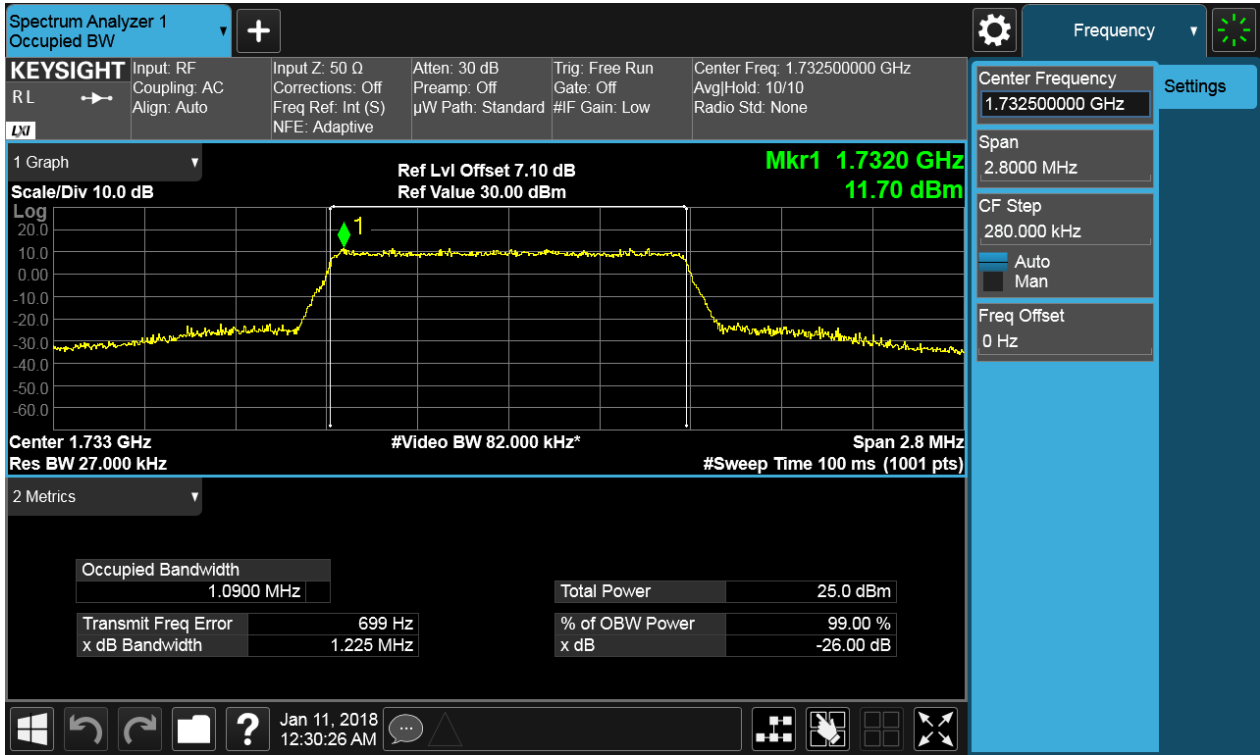 Spectrum Analyzer 1
Occupied BW
+
Frequency
KEYSIGHT
RL
LXI
Input: RF
Coupling: AC
Align: Auto
Input Z: 50 Ω
Corrections: Off
Freq Ref: Int (S)
NFE: Adaptive
Atten: 30 dB
Preamp: Off
µW Path: Standard
Trig: Free Run
Gate: Off
#IF Gain: Low
Center Freq: 1.732500000 GHz
Avg|Hold: 10/10
Radio Std: None
Center Frequency
1.732500000 GHz
Settings
Span
2.8000 MHz
CF Step
280.000 kHz
Auto
Man
Freq Offset
0 Hz
1 Graph
Scale/Div 10.0 dB
Ref Lvl Offset 7.10 dB
Ref Value 30.00 dBm
Mkr1 1.7320 GHz
11.70 dBm
Log
1
20.0
10.0
0.00
-10.0
-20.0
-30.0
-40.0
-50.0
-60.0
Center 1.733 GHz
#Video BW 82.000 kHz*
Span 2.8 MHz
Res BW 27.000 kHz
#Sweep Time 100 ms (1001 pts)
2 Metrics
Occupied Bandwidth
1.0900 MHz
Total Power 25.0 dBm
Transmit Freq Error 699 Hz
% of OBW Power 99.00 %
x dB Bandwidth 1.225 MHz
x dB -26.00 dB
?
Jan 11, 2018
12:30:26 AM